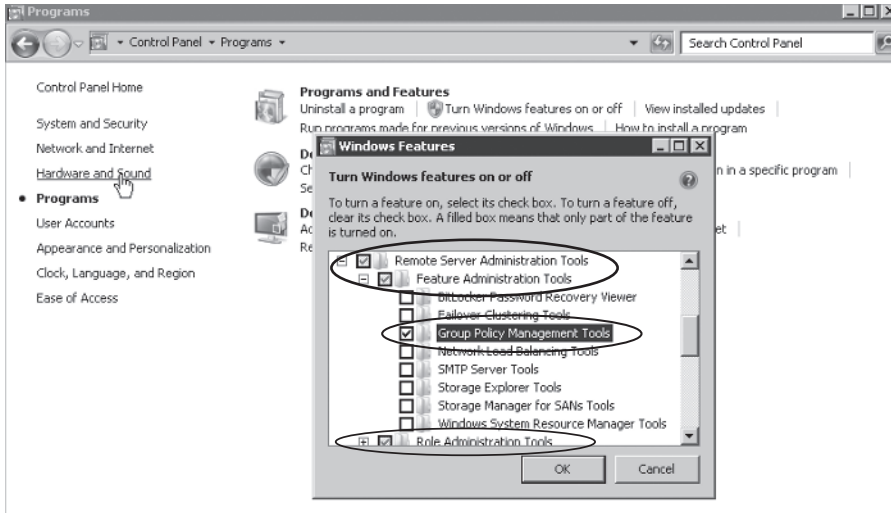 Programs
Control Panel
Programs
Search Control Panel
Control Panel Home
System and Security
Network and Internet
Hardware and Sound
Programs
User Accounts
Appearance and Personalization
Clock, Language, and Region
Ease of Access
Programs and Features
Uninstall a program
Turn Windows features on or off
View installed updates
Run programs made for previous versions of Windows
How to install a program
n in a specific program
Windows Features
Turn Windows features on or off
To turn a feature on, select its check box. To turn a feature off,
clear its check box. A filled box means that only part of the feature
is turned on.
Remote Server Administration Tools
Feature Administration Tools
BitLocker Password Recovery Viewer
Failover Clustering Tools
Group Policy Management Tools
Network Load Balancing Tools
SMTP Server Tools
Storage Explorer Tools
Storage Manager for SANs Tools
Windows System Resource Manager Tools
Role Administration Tools
OK
Cancel